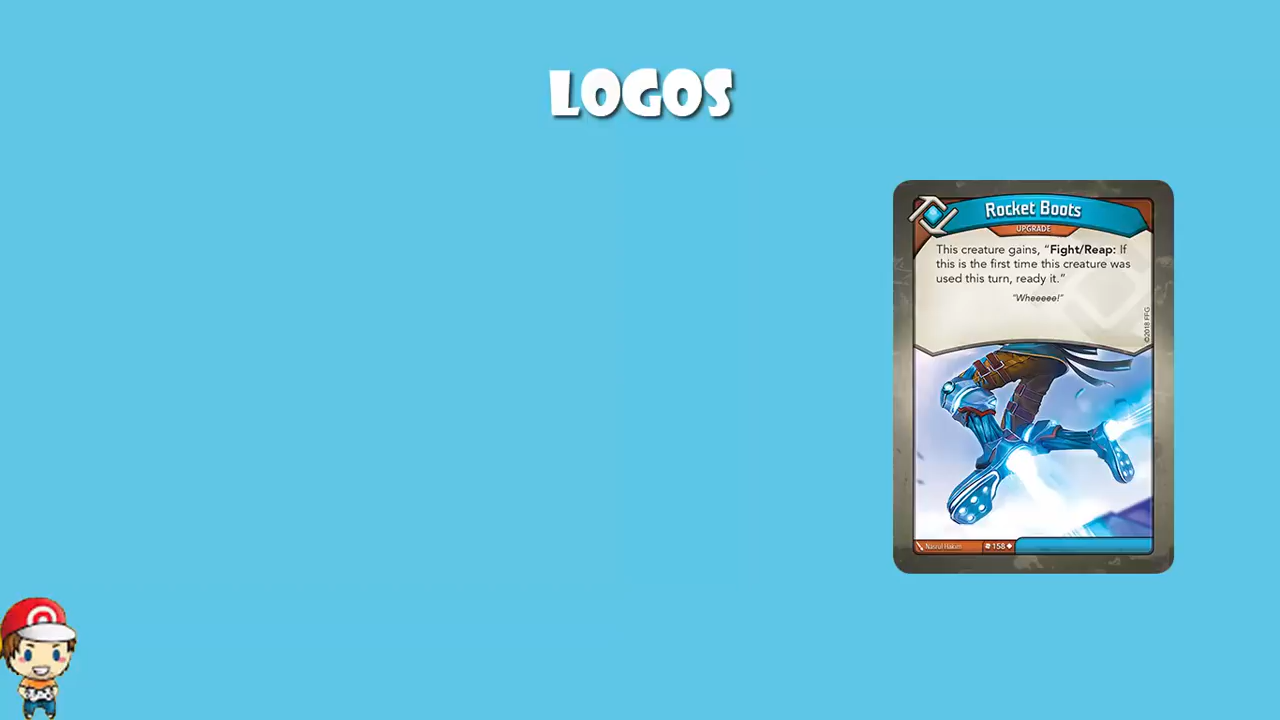 LOGOS
Rocket Boots
UPGRADE
This creature gains, “Fight/Reap: If
this is the first time this creature was
used this turn, ready it.”
“Wheeeee!”
©2018 FFG
Nasrul Hakim
158